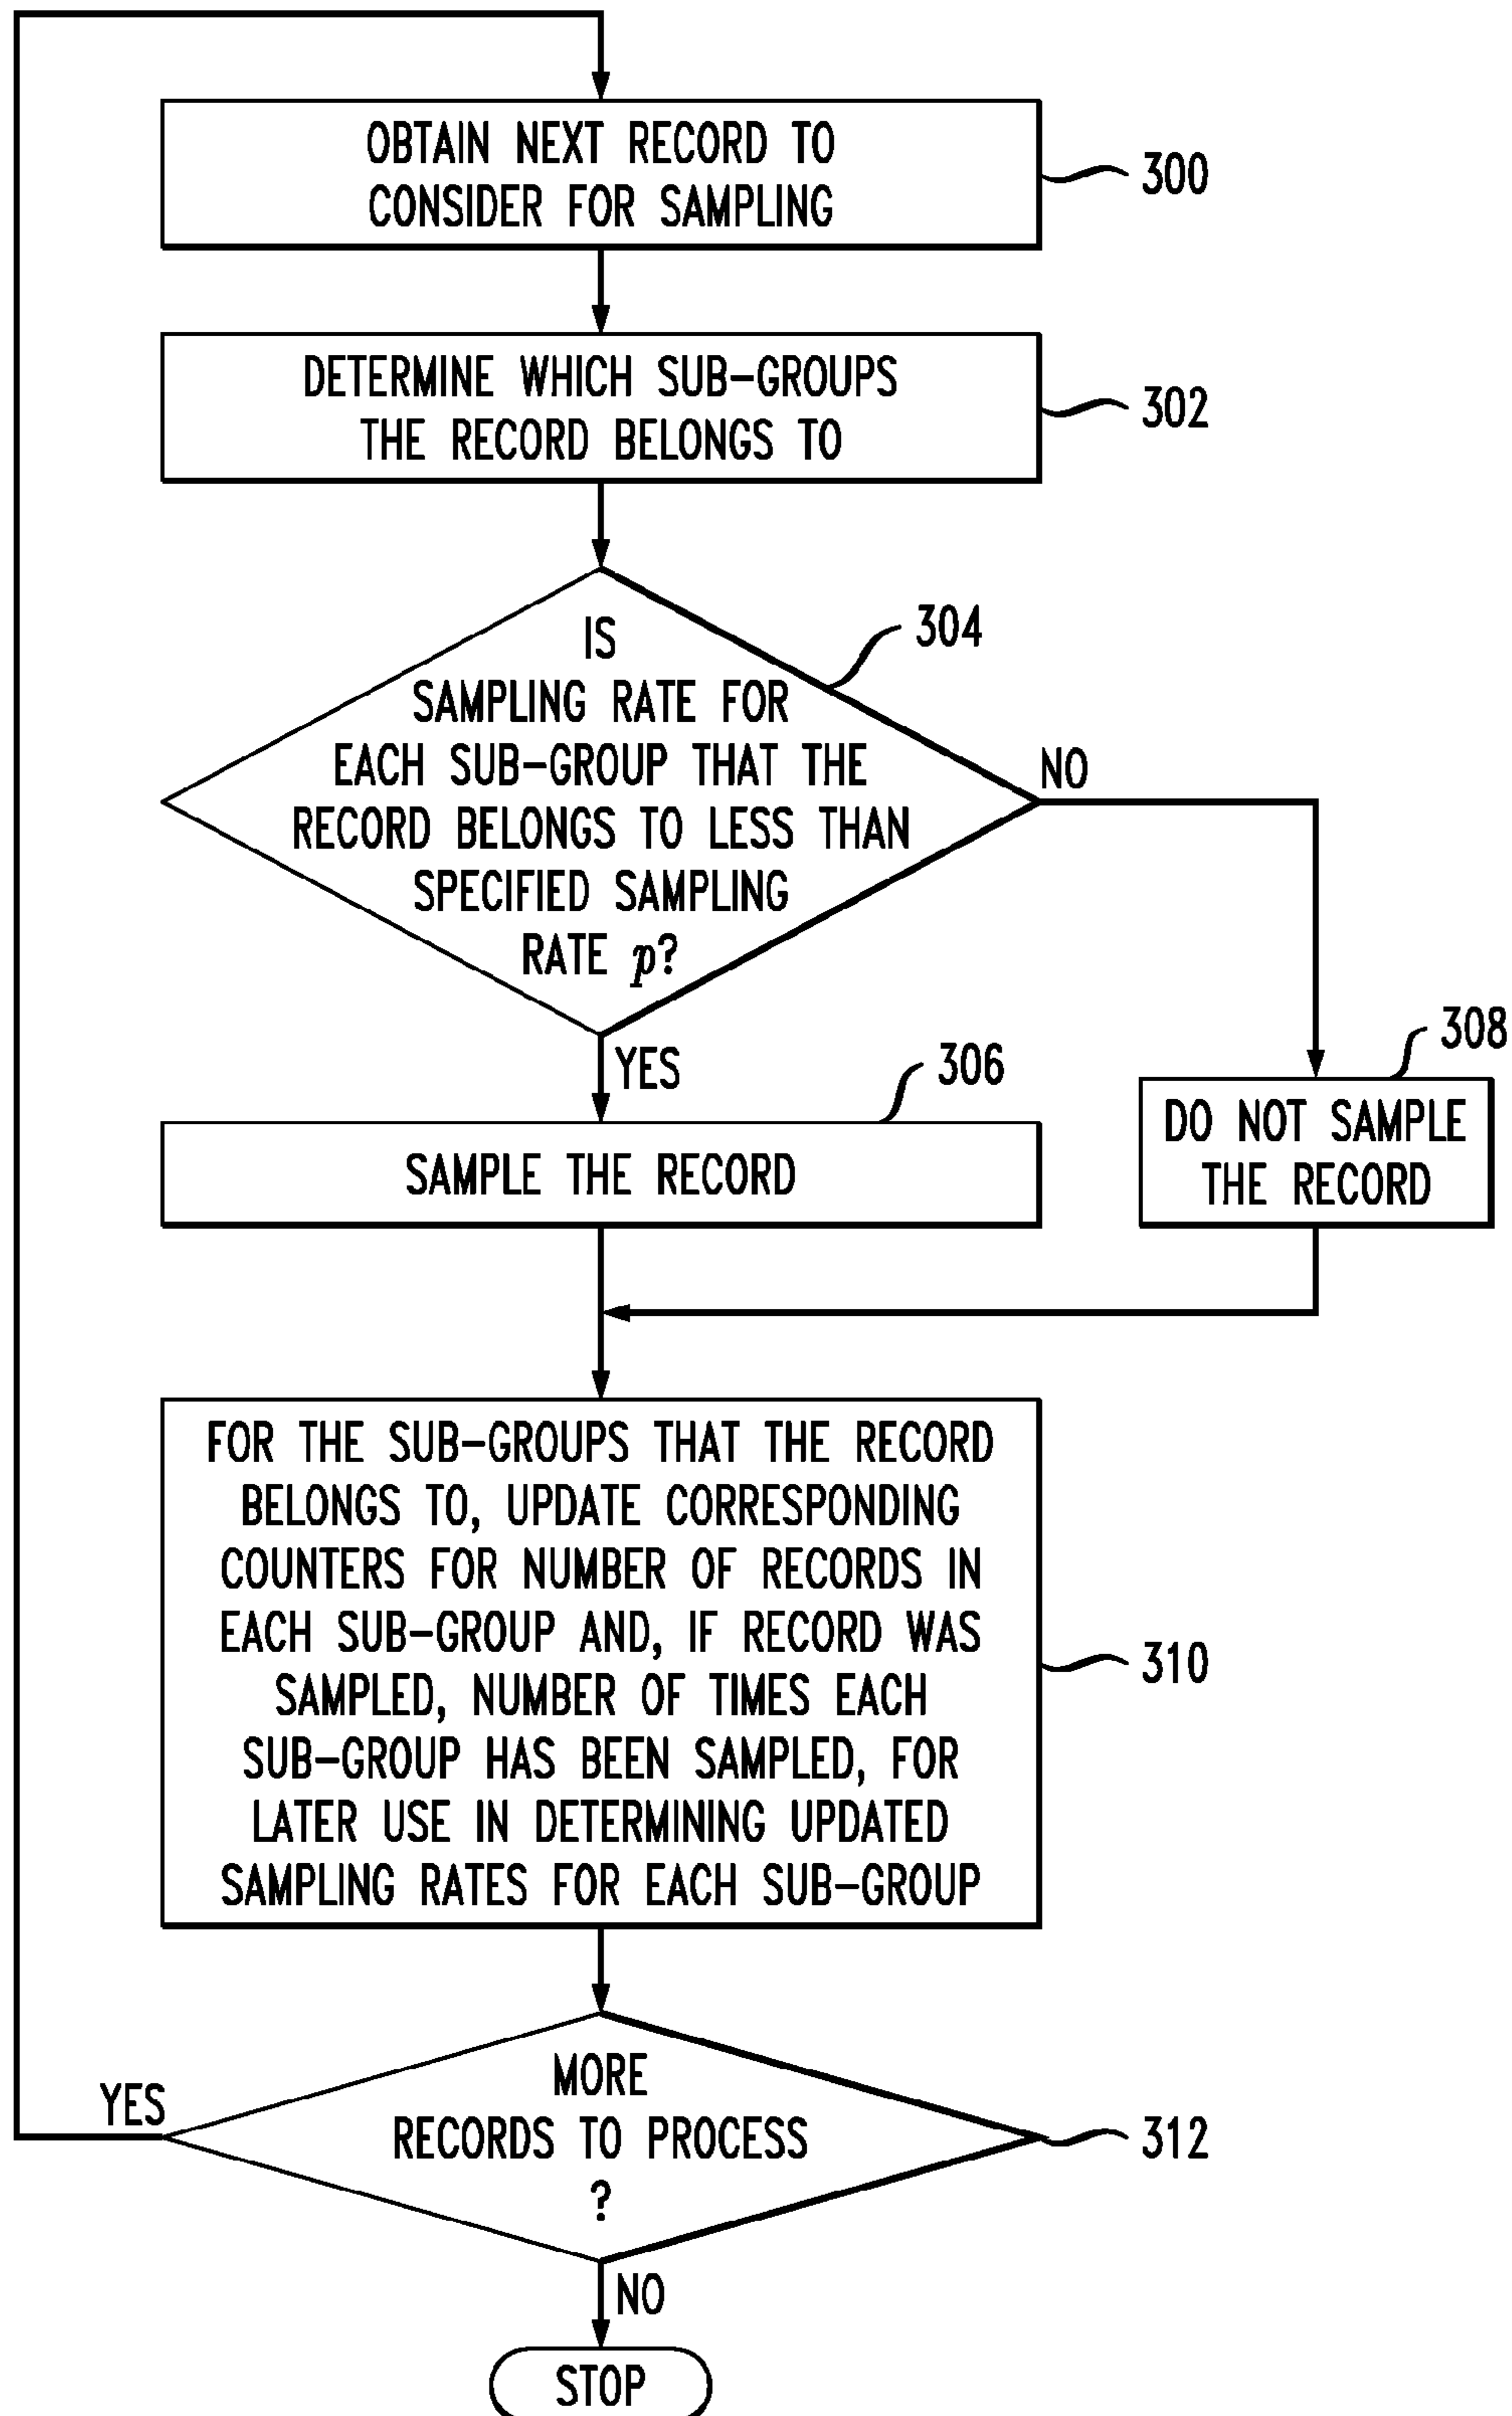 OBTAIN NEXT RECORD TO
CONSIDER FOR SAMPLING
300
DETERMINE WHICH SUB-GROUPS
THE RECORD BELONGS TO
302
304
IS
SAMPLING RATE FOR
EACH SUB-GROUP THAT THE
RECORD BELONGS TO LESS THAN
SPECIFIED SAMPLING
RATE p?
NO
YES
306
SAMPLE THE RECORD
308
DO NOT SAMPLE
THE RECORD
FOR THE SUB-GROUPS THAT THE RECORD
BELONGS TO, UPDATE CORRESPONDING
COUNTERS FOR NUMBER OF RECORDS IN
EACH SUB-GROUP AND, IF RECORD WAS
SAMPLED, NUMBER OF TIMES EACH
SUB-GROUP HAS BEEN SAMPLED, FOR
LATER USE IN DETERMINING UPDATED
SAMPLING RATES FOR EACH SUB-GROUP
310
YES
MORE
RECORDS TO PROCESS
?
312
NO
STOP